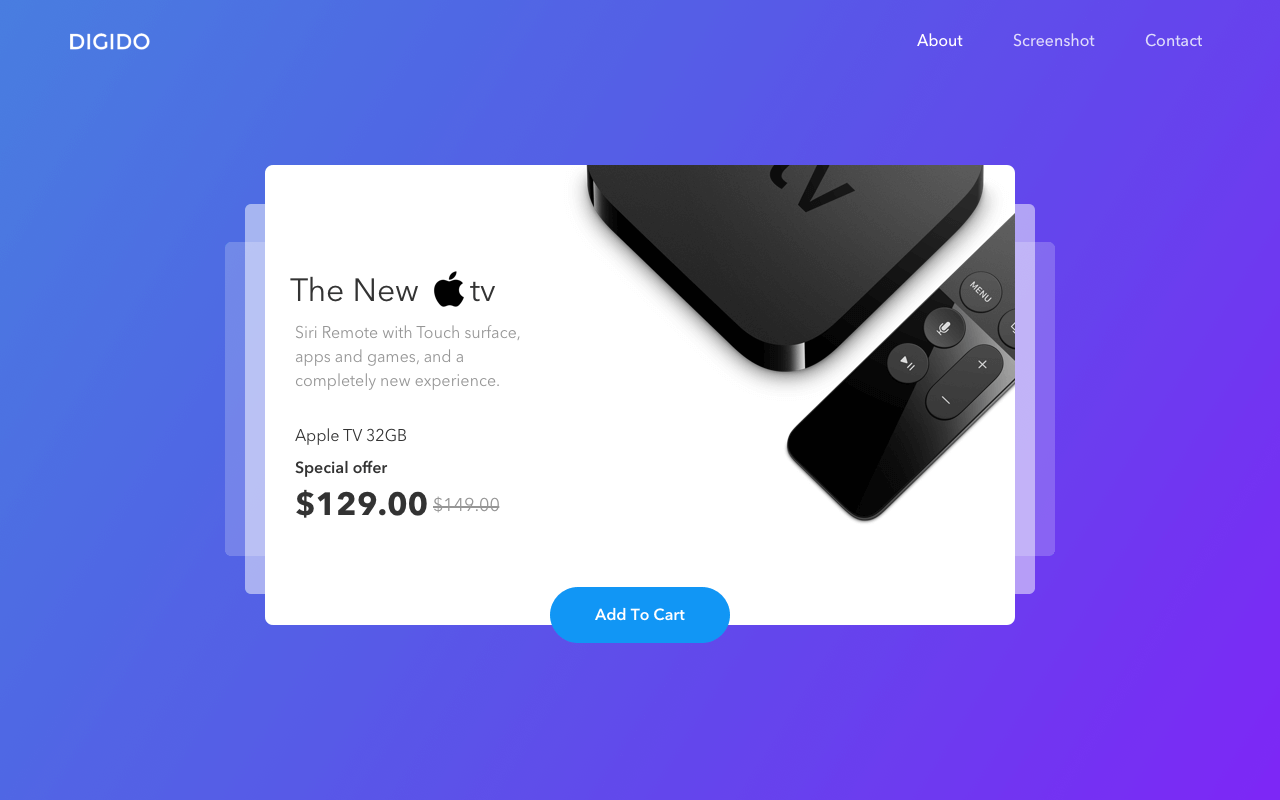 DIGIDO
About
Screenshot
Contact
tv
The New tv
MENU
Siri Remote with Touch surface,
apps and games, and a
completely new experience.
Apple TV 32GB
Special offer
$129.00 $149.00
Add To Cart